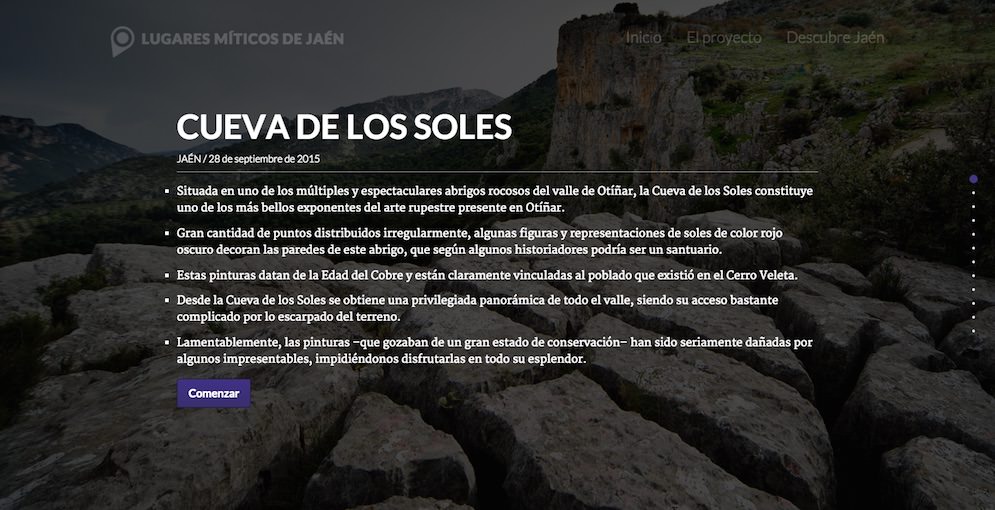 LUGARES MÍTICOS DE JAÉN
Inicio El proyecto Descubre Jaén
CUEVA DE LOS SOLES
JAÉN / 28 de septiembre de 2015
▪ Situada en uno de los múltiples y espectaculares abrigos rocosos del valle de Otíñar, la Cueva de los Soles constituye
uno de los más bellos exponentes del arte rupestre presente en Otíñar.
▪ Gran cantidad de puntos distribuidos irregularmente, algunas figuras y representaciones de soles de color rojo
oscuro decoran las paredes de este abrigo, que según algunos historiadores podría ser un santuario.
▪ Estas pinturas datan de la Edad del Cobre y están claramente vinculadas al poblado que existió en el Cerro Veleta.
▪ Desde la Cueva de los Soles se obtiene una privilegiada panorámica de todo el valle, siendo su acceso bastante
complicado por lo escarpado del terreno.
▪ Lamentablemente, las pinturas –que gozaban de un gran estado de conservación– han sido seriamente dañadas por
algunos impresentables, impidiéndonos disfrutarlas en todo su esplendor.
Comenzar